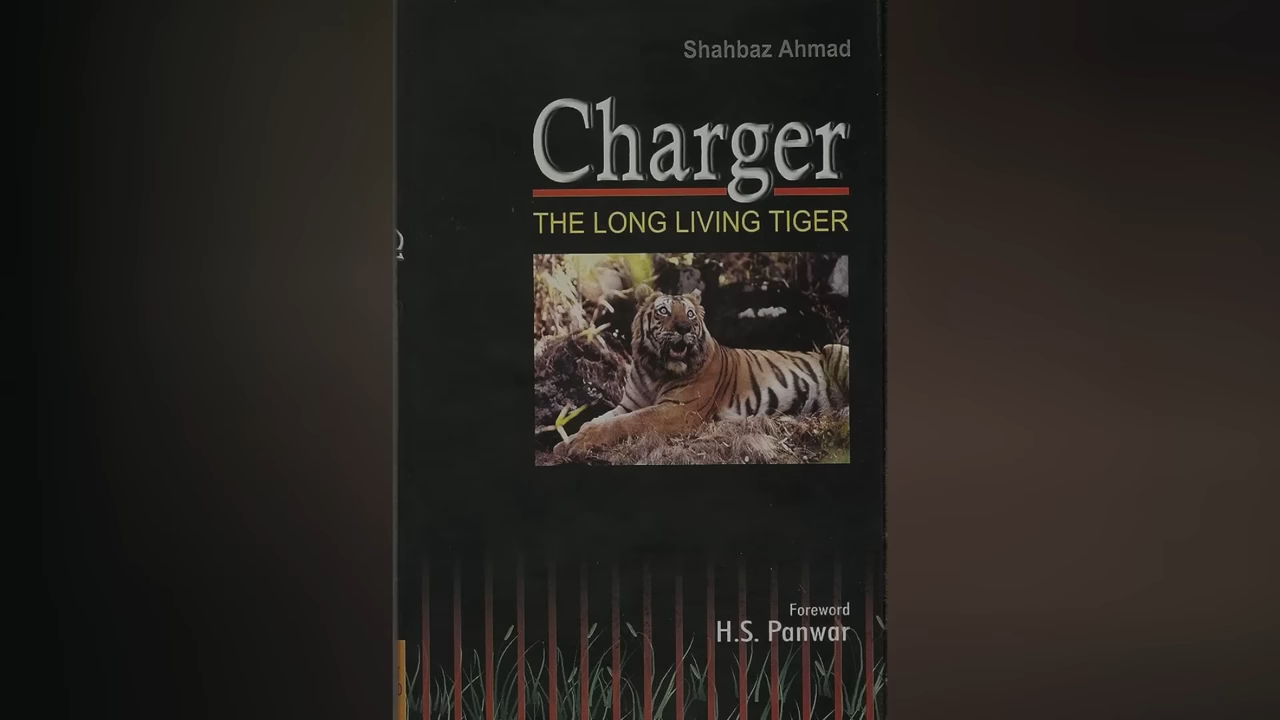 Shahbaz Ahmad
Charger
THE LONG LIVING TIGER
Foreword
H.S. Panwar